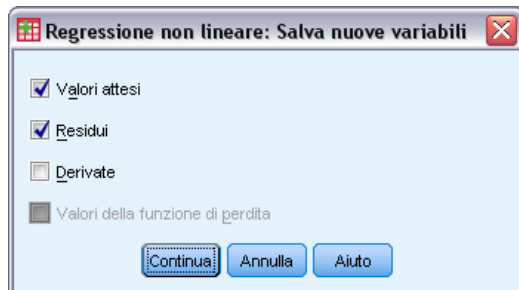 Regressione non lineare: Salva nuove variabili
Valori attesi
Residui
Derivate
Valori della funzione di perdita
Continua Annulla Aiuto